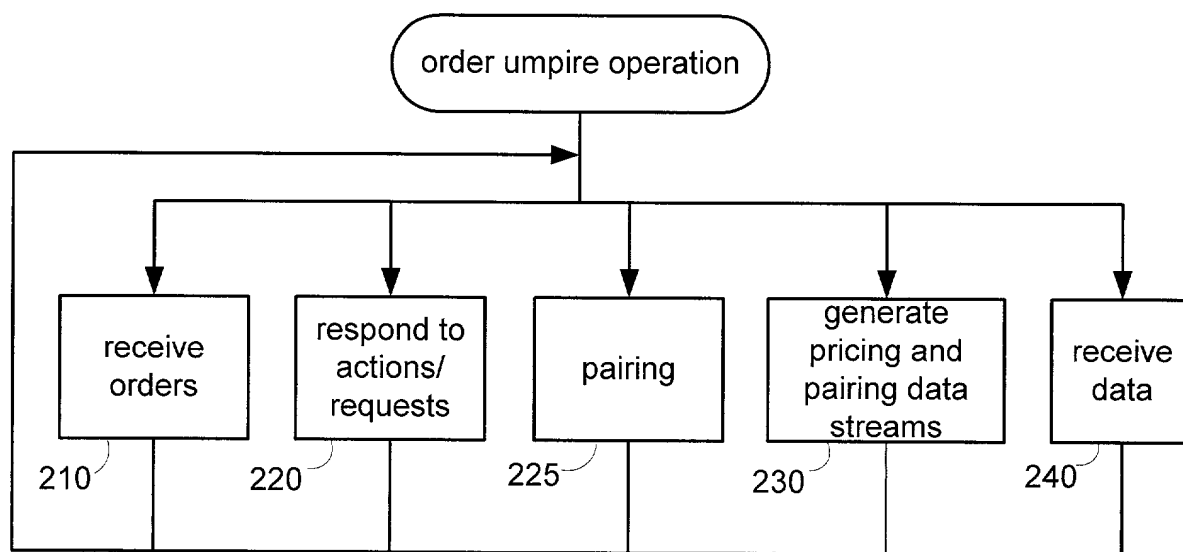 order umpire operation
receive
orders
210
respond to
actions/
requests
220
pairing
225
generate
pricing and
pairing data
streams
230
receive
data
240